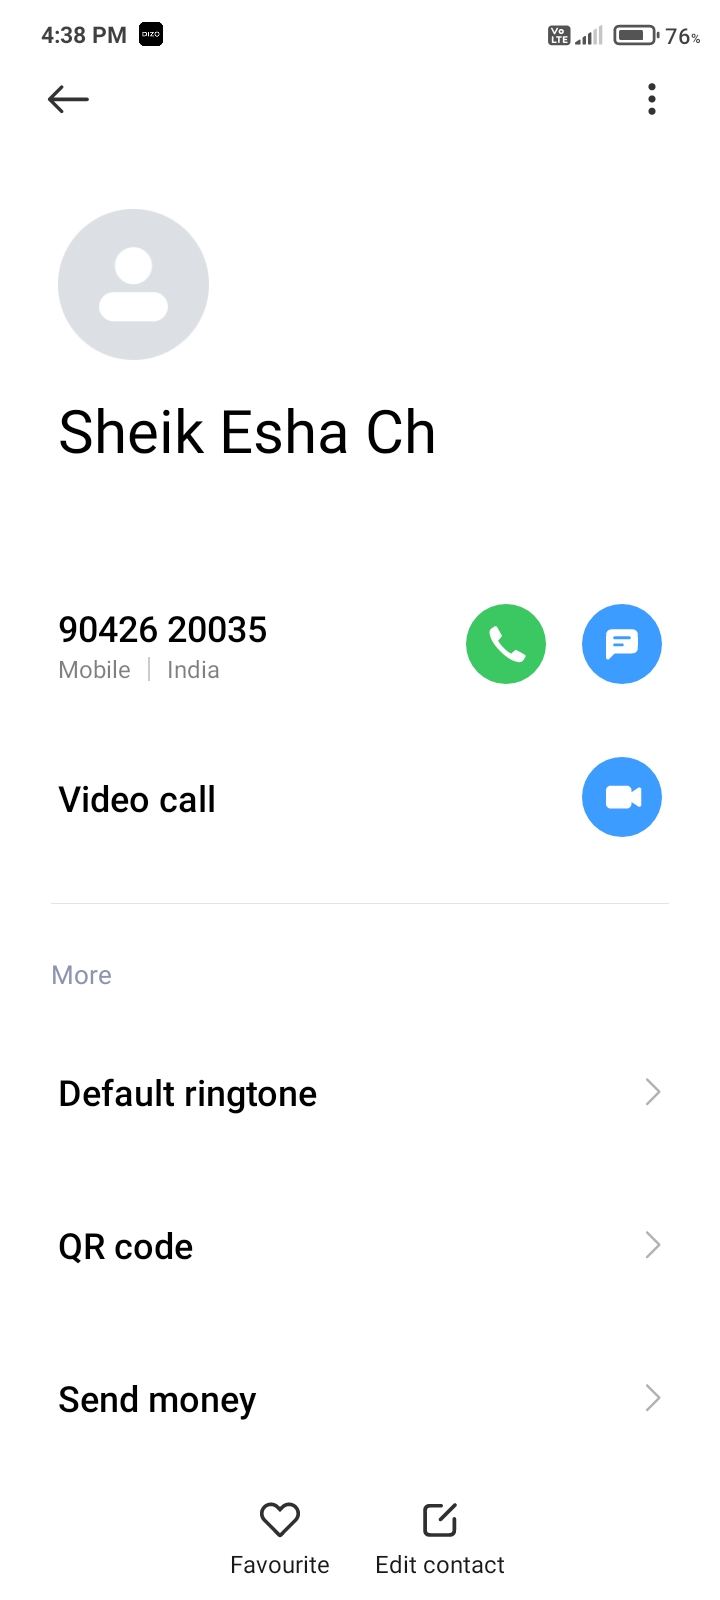 4:38 PM DIZO Vo LTE 76%
Sheik Esha Ch
90426 20035
Mobile | India
Video call
More
Default ringtone
QR code
Send money
Favourite Edit contact